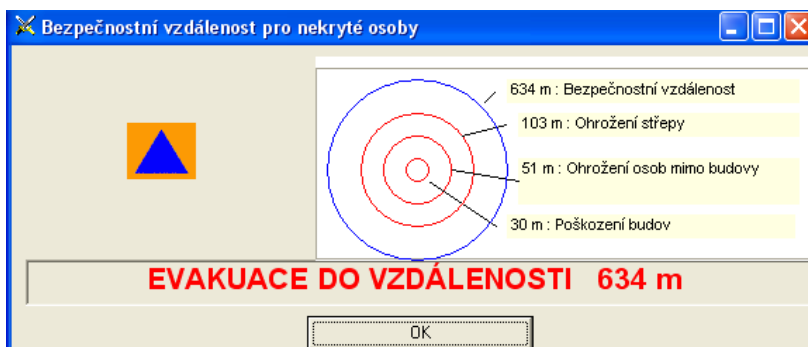 Bezpečnostní vzdálenost pro nekryté osoby
634 m : Bezpečnostní vzdálenost
103 m : Ohrožení střepy
51 m : Ohrožení osob mimo budovy
30 m : Poškození budov
EVAKUACE DO VZDÁLENOSTI 634 m
OK